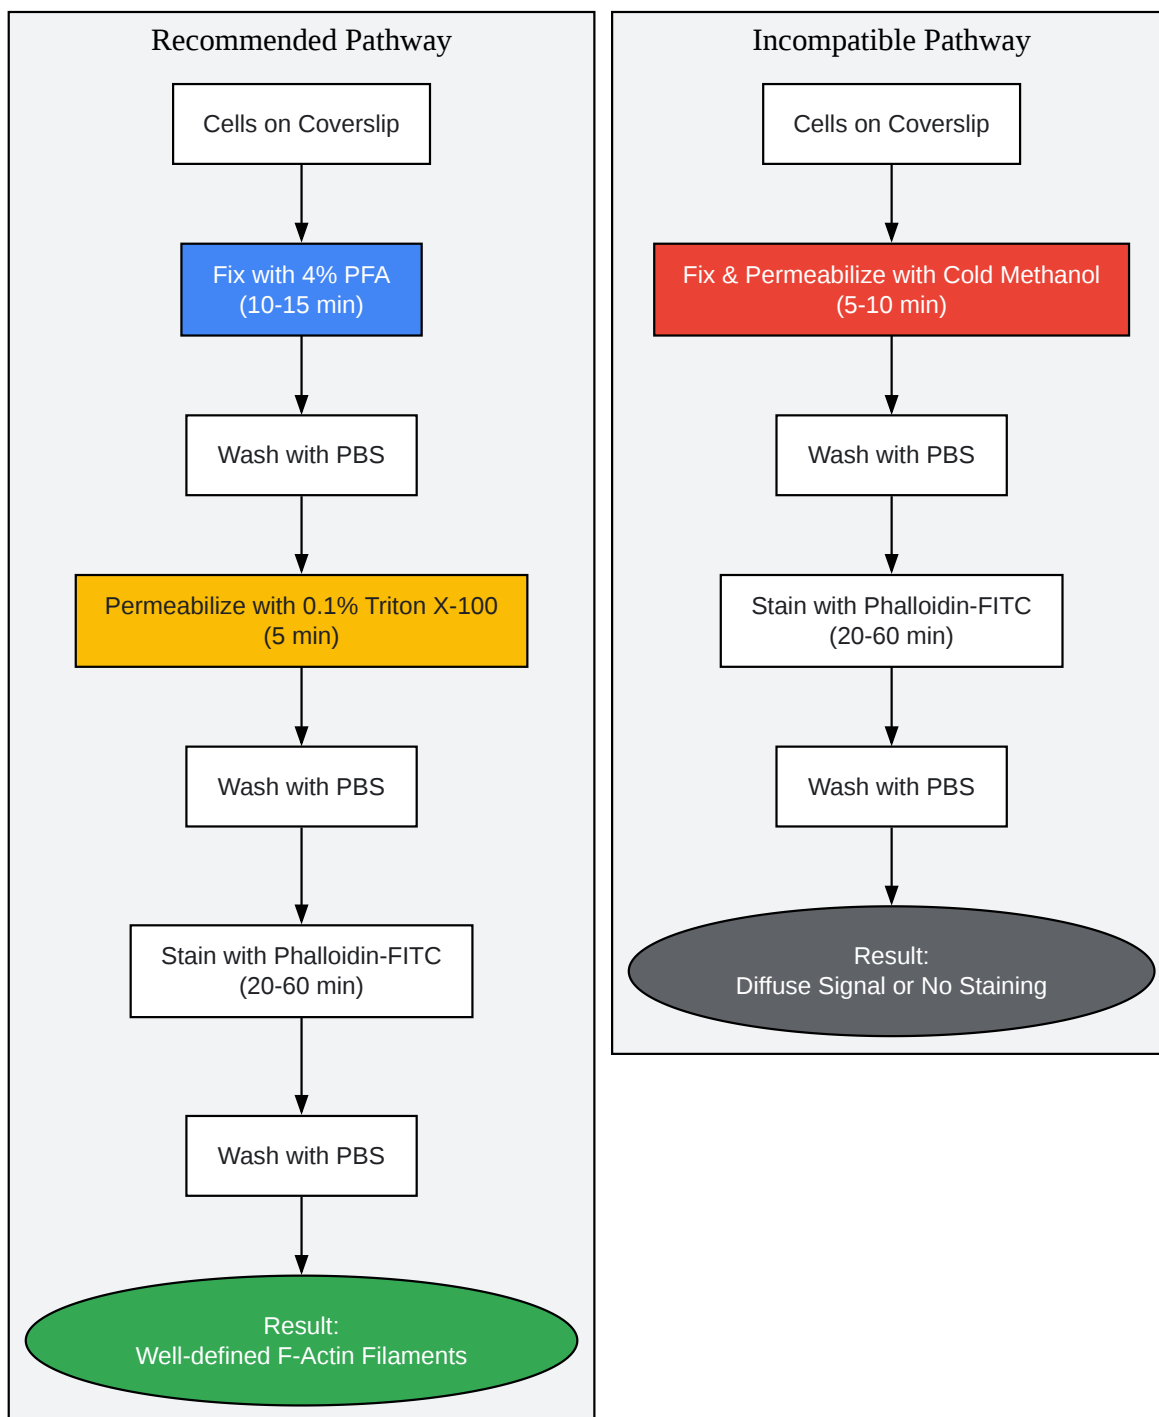 Recommended Pathway
Cells on Coverslip
Fix with 4% PFA
(10-15 min)
Wash with PBS
Permeabilize with 0.1% Triton X-100
(5 min)
Wash with PBS
Stain with Phalloidin-FITC
(20-60 min)
Wash with PBS
Result:
Well-defined F-Actin Filaments
Incompatible Pathway
Cells on Coverslip
Fix & Permeabilize with Cold Methanol
(5-10 min)
Wash with PBS
Stain with Phalloidin-FITC
(20-60 min)
Wash with PBS
Result:
Diffuse Signal or No Staining